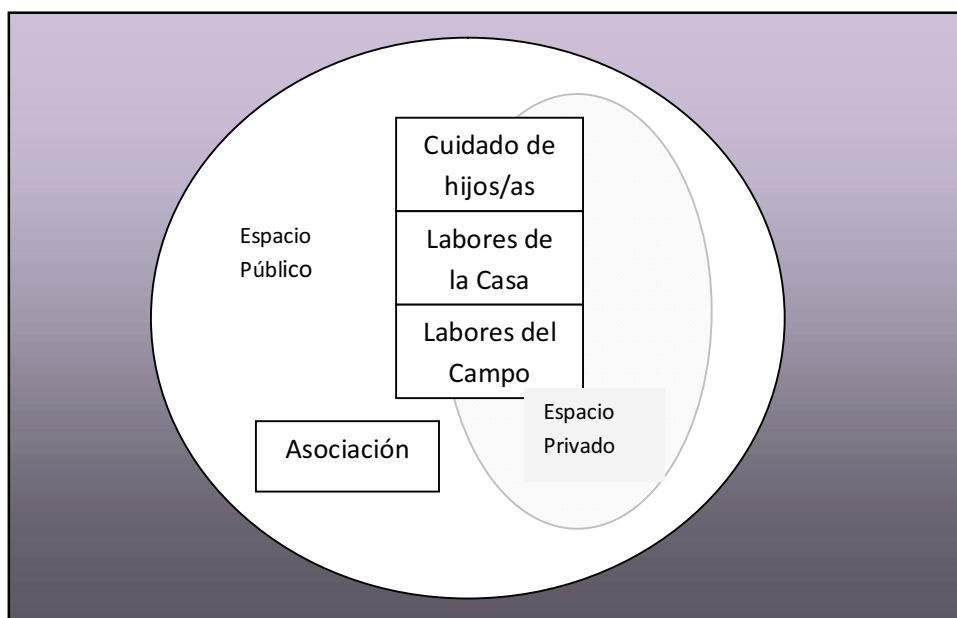 Cuidado de
hijos/as
Espacio
Público
Labores de
la Casa
Labores del
Campo
Espacio
Privado
Asociación